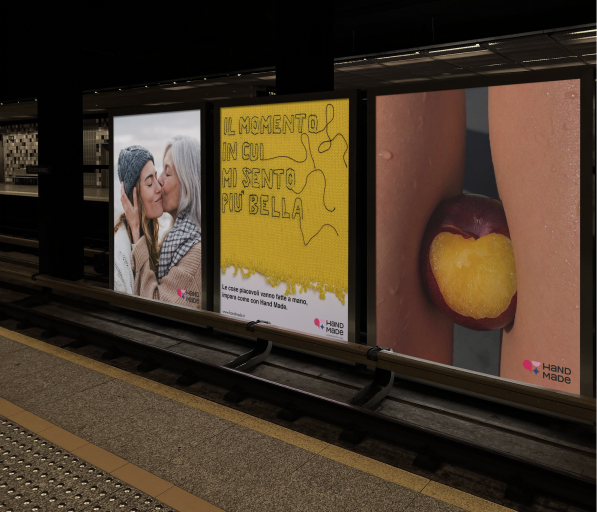 IL MOMENTO
IN CUI
MI SENTO
PIÙ BELLA
Le cose piacevoli vanno fatte a mano,
impara come con Hand Made.
HAND
MADE
HAND
MADE